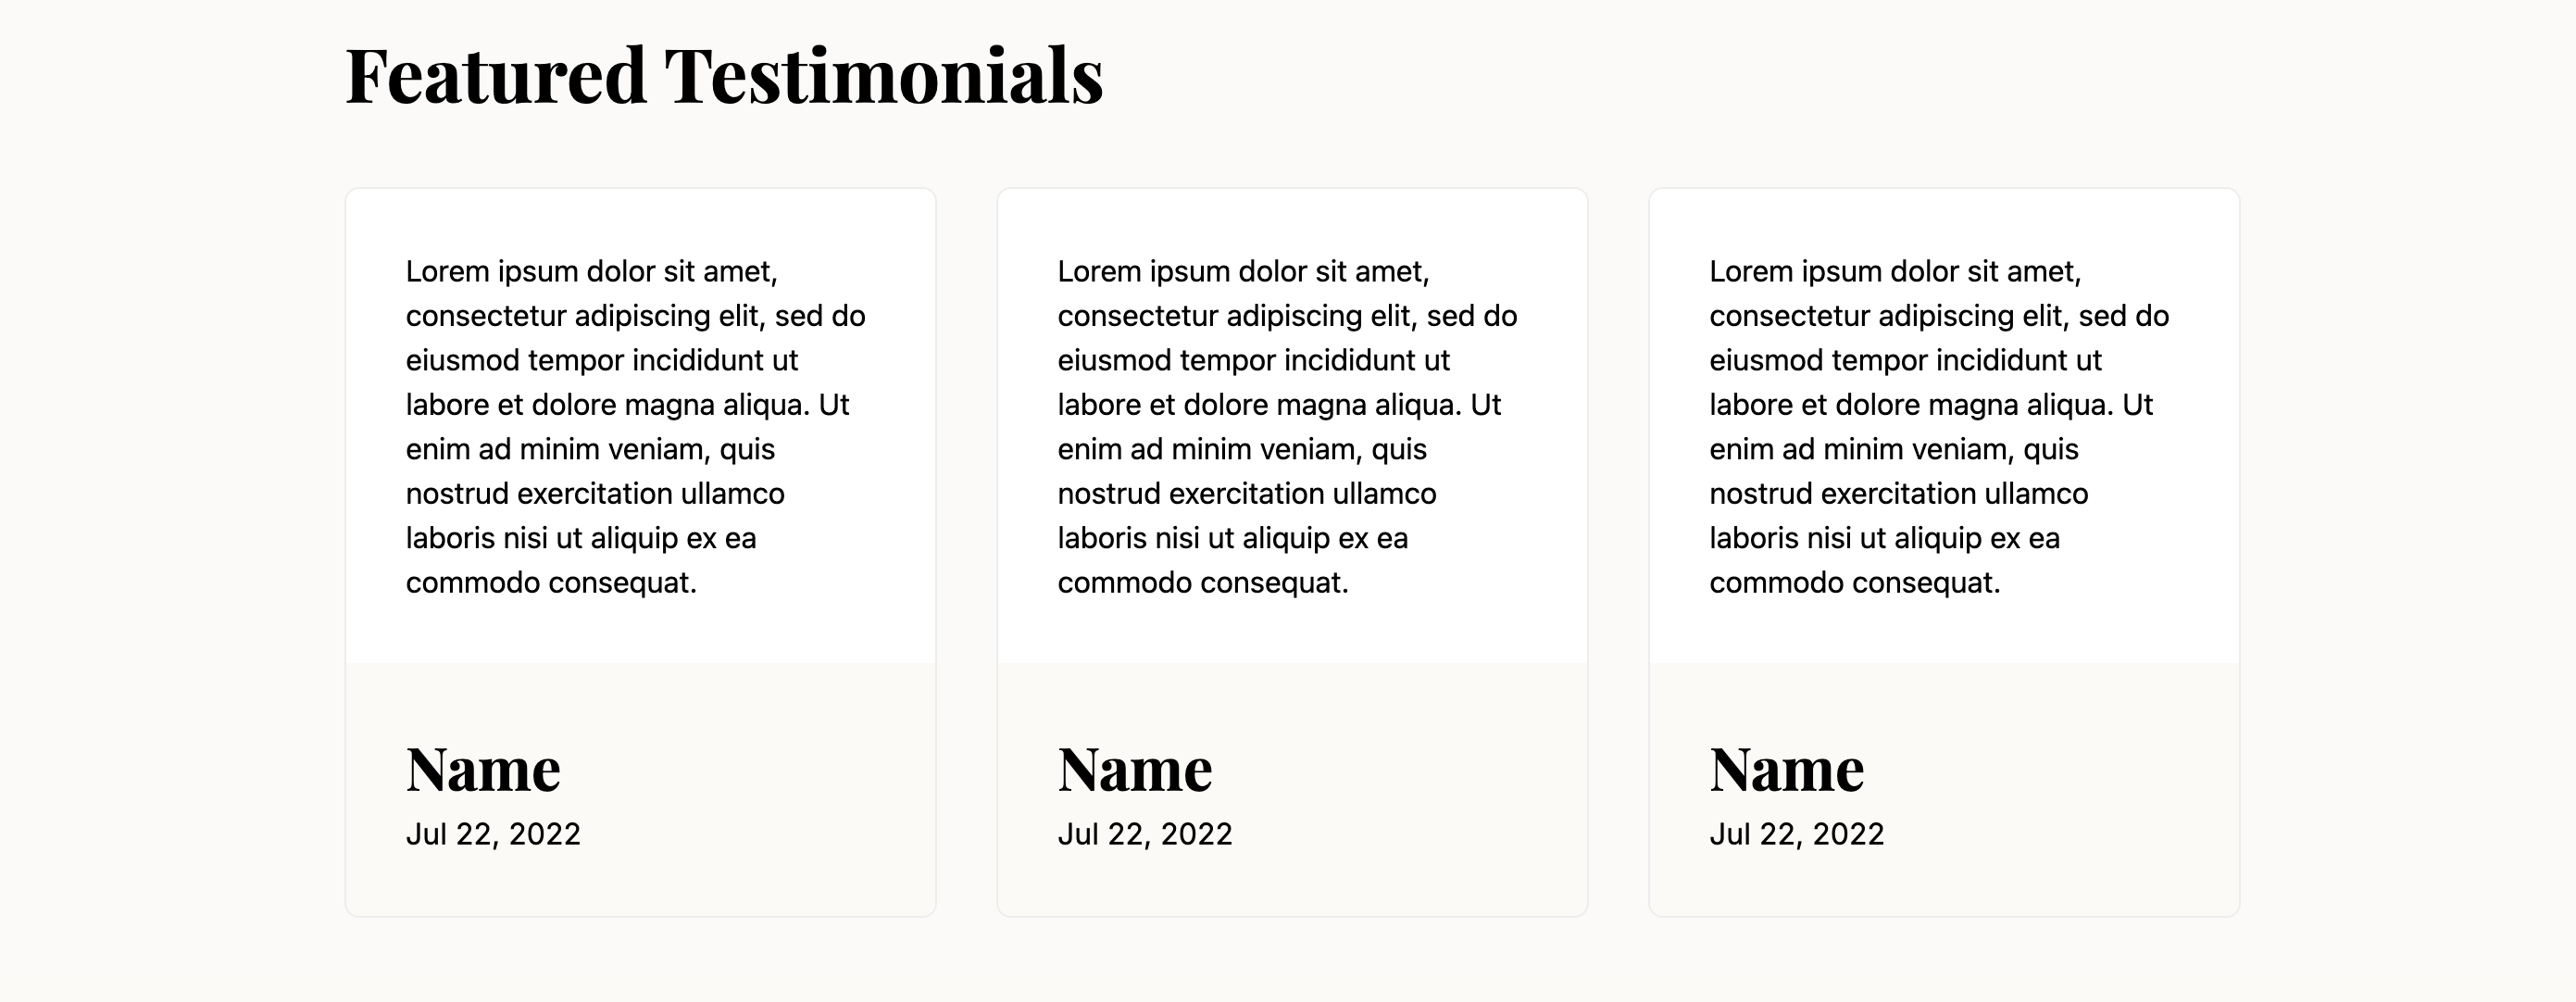 Featured Testimonials
Lorem ipsum dolor sit amet,
consectetur adipiscing elit, sed do
eiusmod tempor incididunt ut
labore et dolore magna aliqua. Ut
enim ad minim veniam, quis
nostrud exercitation ullamco
laboris nisi ut aliquip ex ea
commodo consequat.
Name
Jul 22, 2022
Lorem ipsum dolor sit amet,
consectetur adipiscing elit, sed do
eiusmod tempor incididunt ut
labore et dolore magna aliqua. Ut
enim ad minim veniam, quis
nostrud exercitation ullamco
laboris nisi ut aliquip ex ea
commodo consequat.
Name
Jul 22, 2022
Lorem ipsum dolor sit amet,
consectetur adipiscing elit, sed do
eiusmod tempor incididunt ut
labore et dolore magna aliqua. Ut
enim ad minim veniam, quis
nostrud exercitation ullamco
laboris nisi ut aliquip ex ea
commodo consequat.
Name
Jul 22, 2022